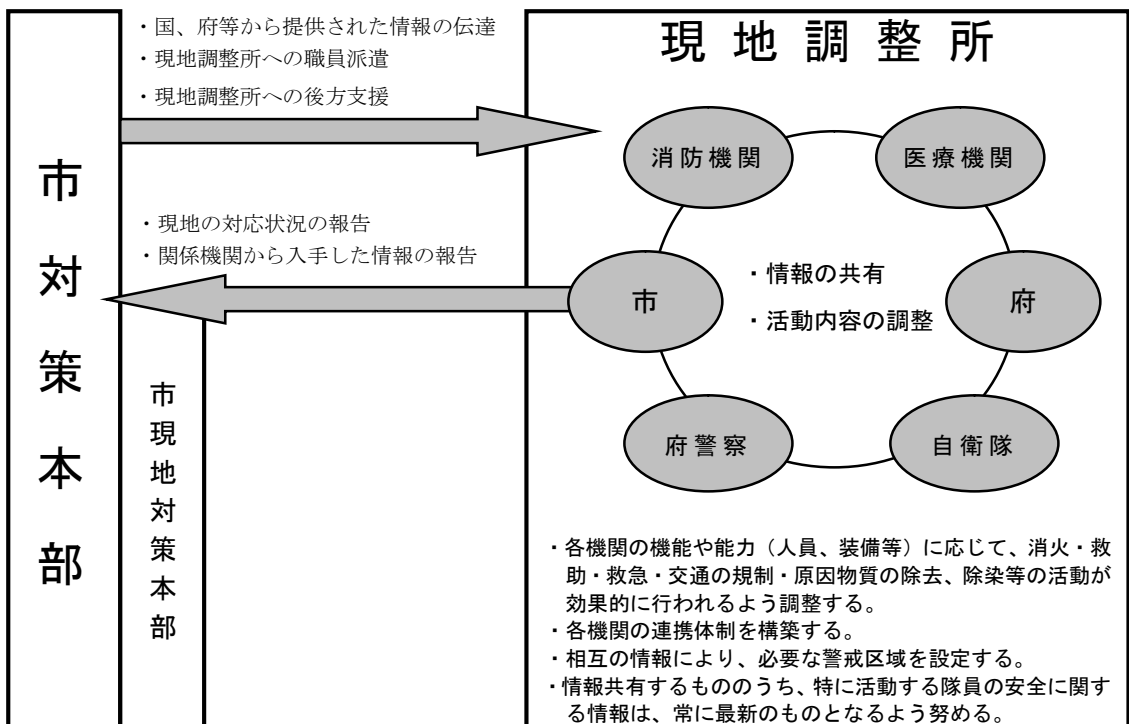 市対策本部
・国、府等から提供された情報の伝達
・現地調整所への職員派遣
・現地調整所への後方支援
・現地の対応状況の報告
・関係機関から入手した情報の報告
市現地対策本部
現地調整所
消防機関
医療機関
市
・情報の共有
・活動内容の調整
府
府警察
自衛隊
・各機関の機能や能力（人員、装備等）に応じて、消火・救
助・救急・交通の規制・原因物質の除去、除染等の活動が
効果的に行われるよう調整する。
・各機関の連携体制を構築する。
・相互の情報により、必要な警戒区域を設定する。
・情報共有するもののうち、特に活動する隊員の安全に関す
る情報は、常に最新のものとなるよう努める。